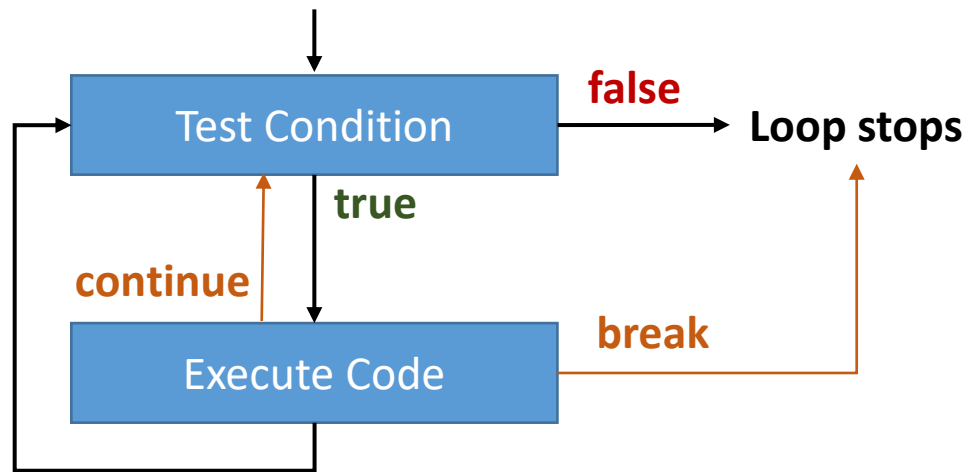 false
Test Condition
Loop stops
true
continue
break
Execute Code